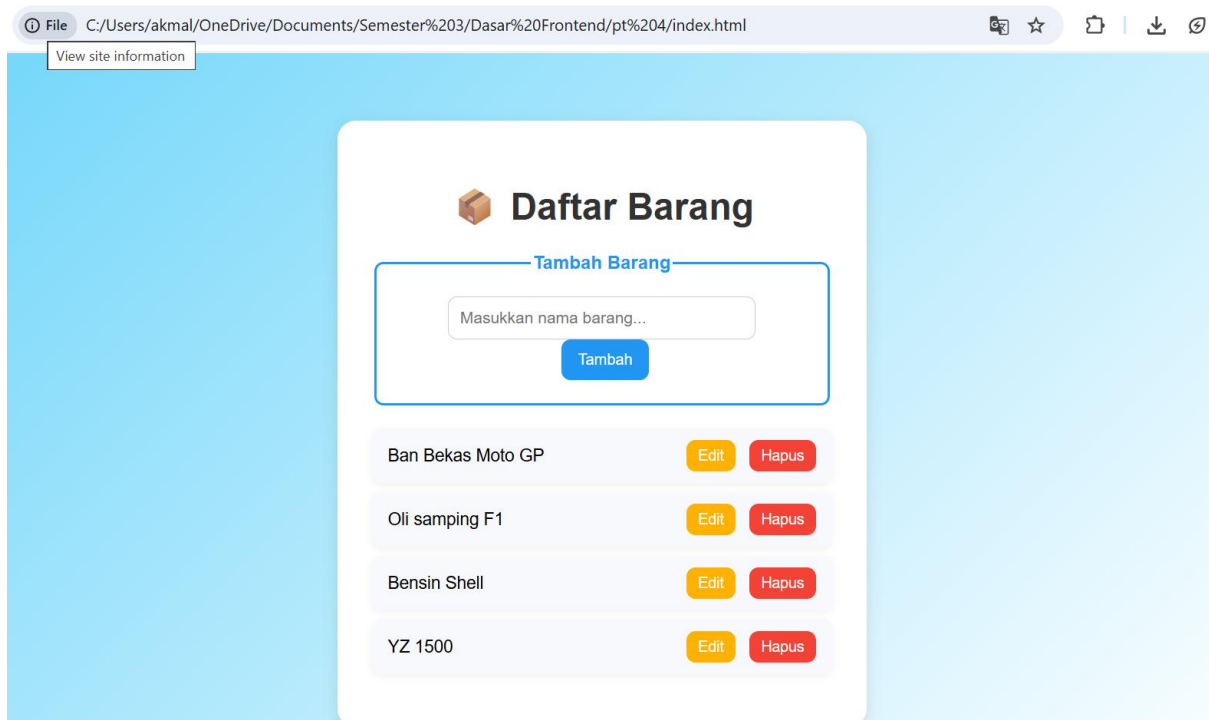 File C:/Users/akmal/OneDrive/Documents/Semester%203/Dasar%20Frontend/pt%204/index.html
View site information
Daftar Barang
Tambah Barang
Masukkan nama barang...
Tambah
Ban Bekas Moto GP Edit Hapus
Oli samping F1 Edit Hapus
Bensin Shell Edit Hapus
YZ 1500 Edit Hapus